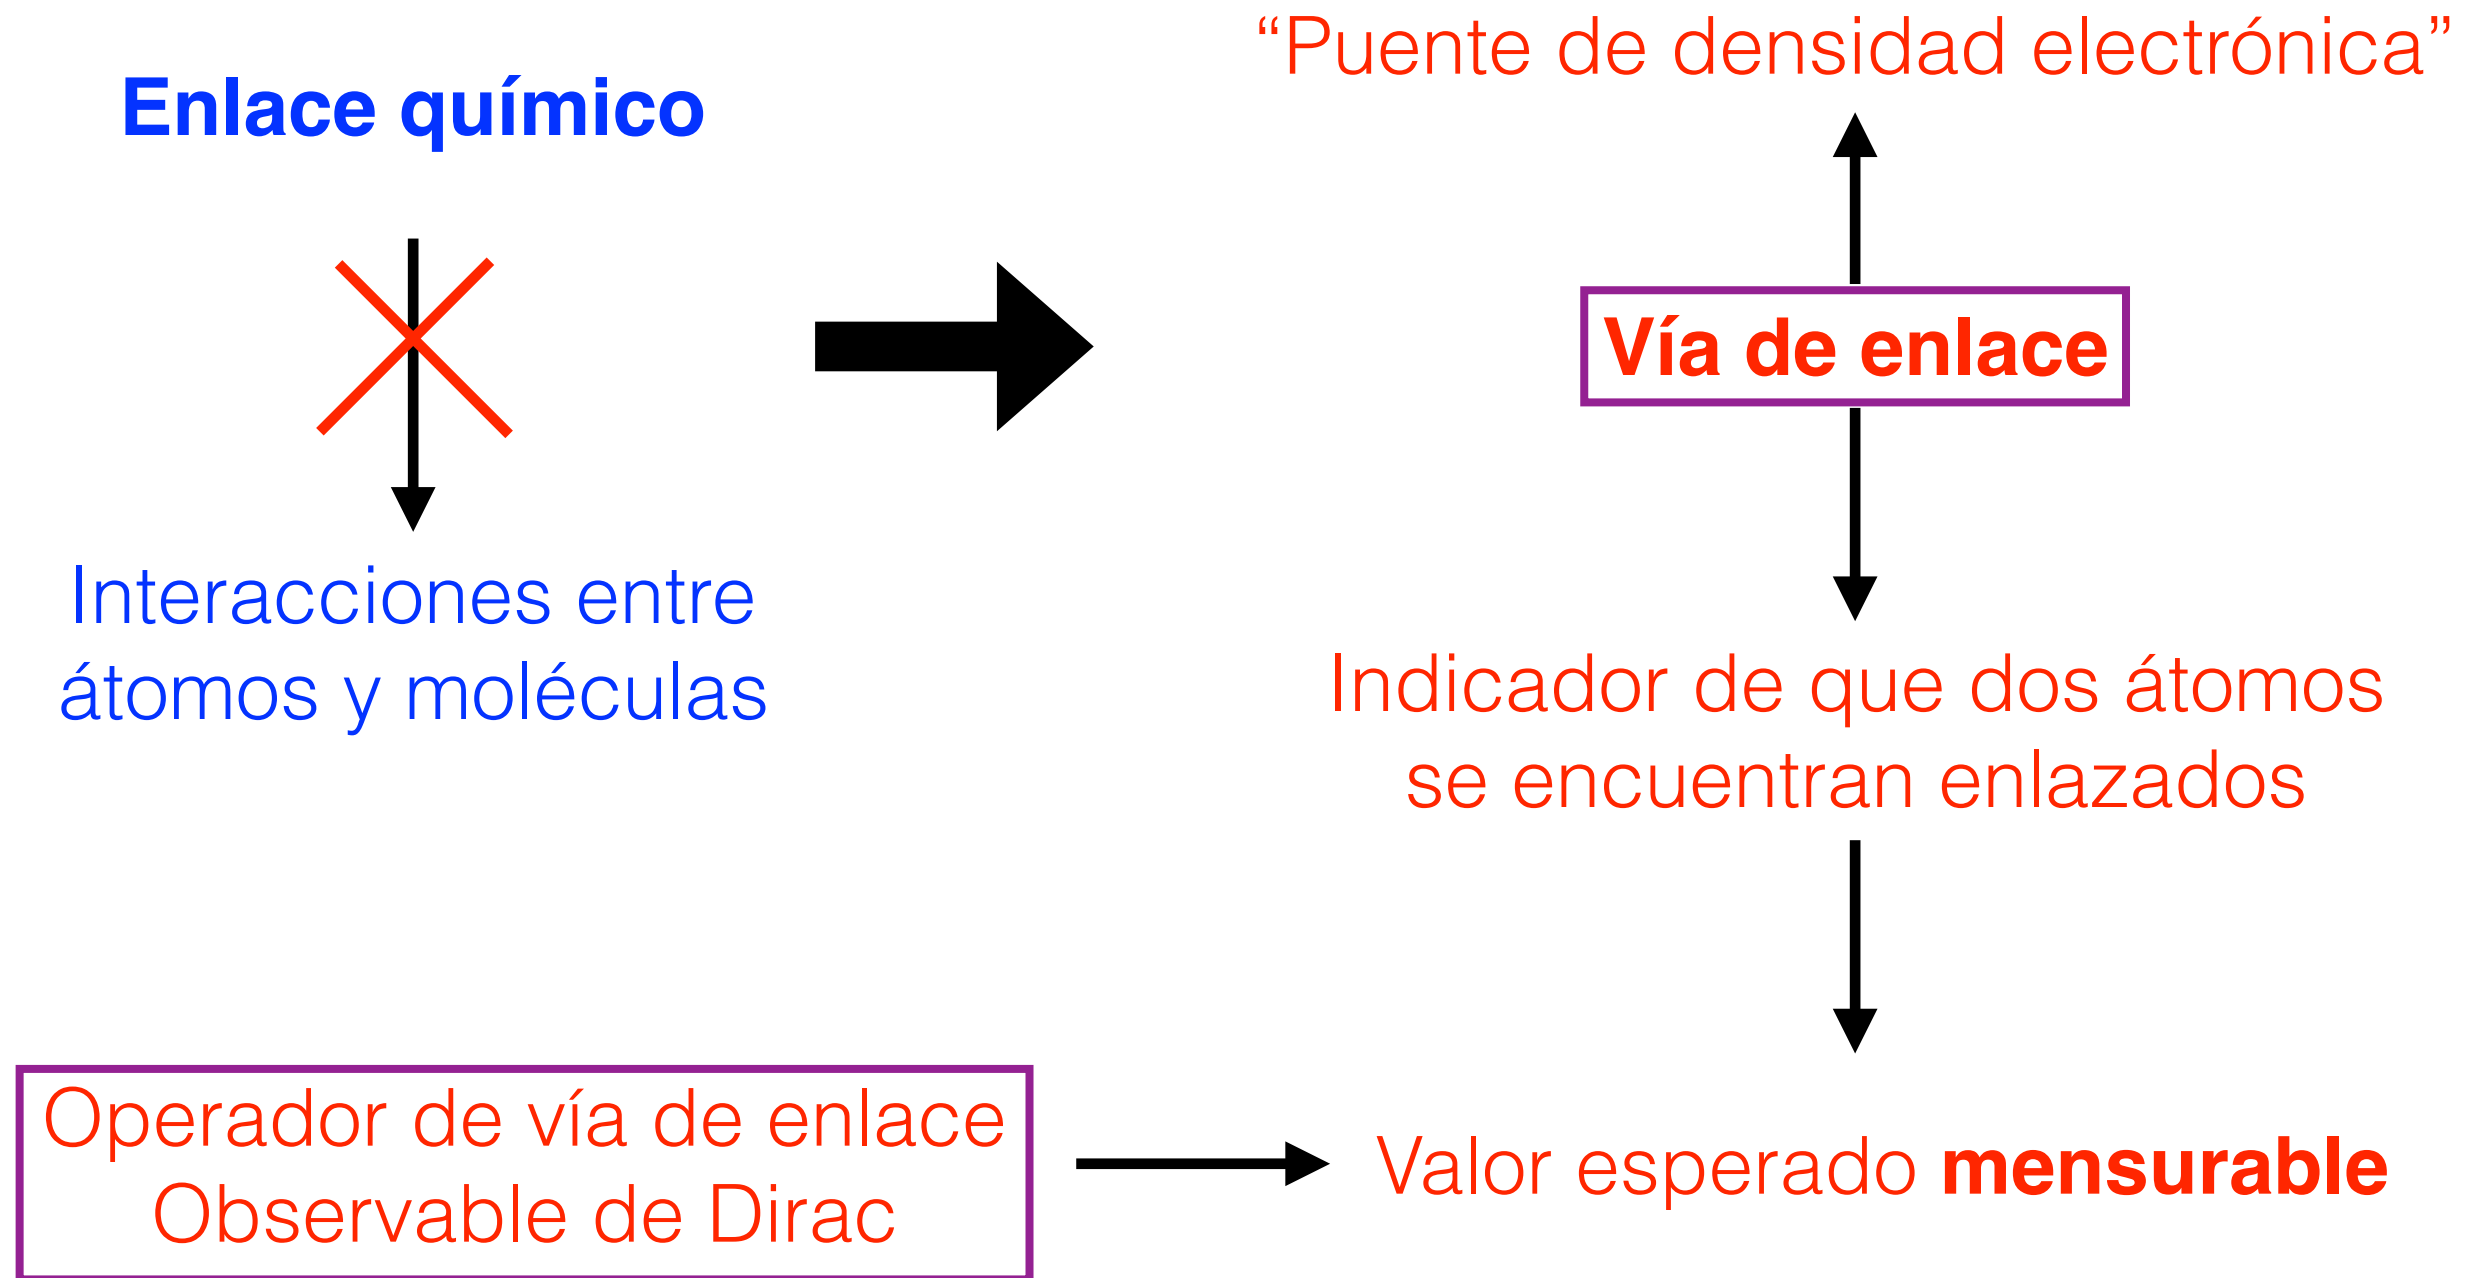 Enlace químico
Interacciones entre
átomos y moléculas
“Puente de densidad electrónica”
Vía de enlace
Indicador de que dos átomos
se encuentran enlazados
Operador de vía de enlace
Observable de Dirac
Valor esperado mensurable